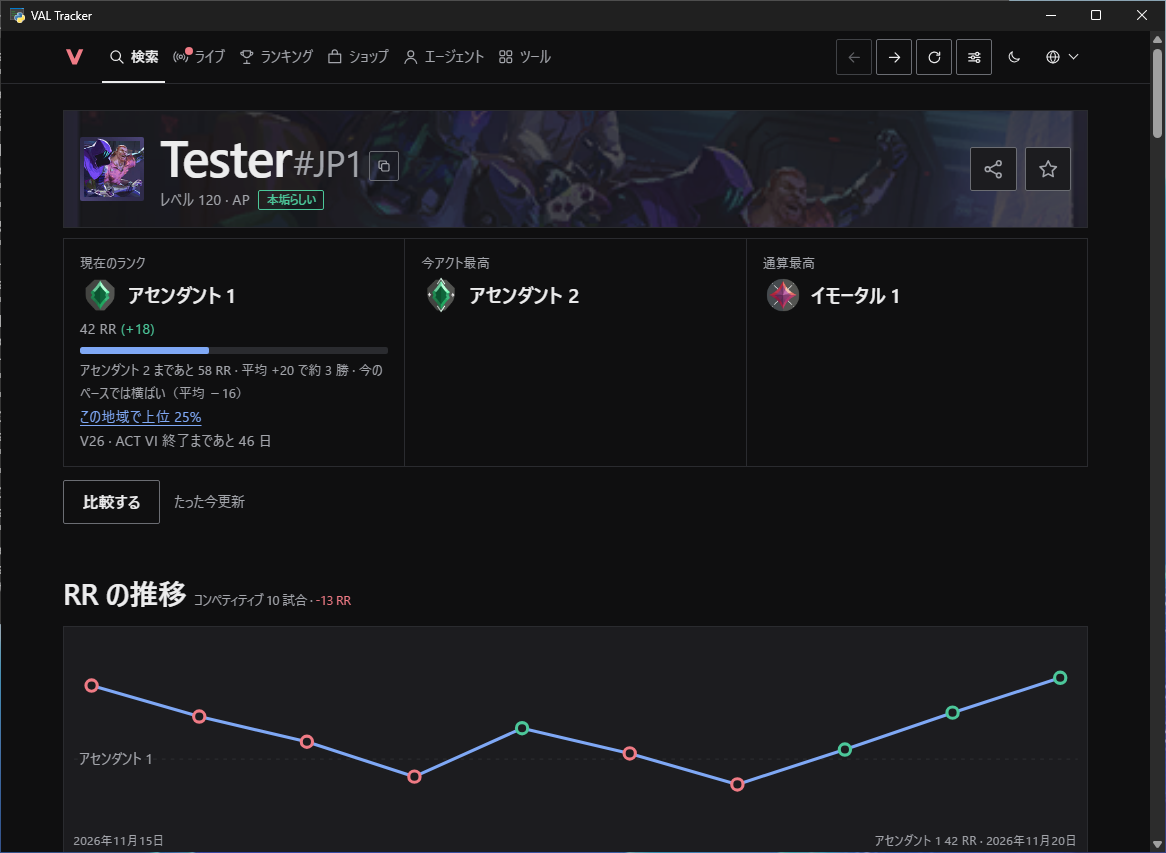 VAL Tracker
検索
ライブ
ランキング
ショップ
エージェント
ツール
Tester#JP1
レベル 120 · AP 本垢らしい
現在のランク
アセンダント 1
42 RR (+18)
アセンダント 2 まであと 58 RR · 平均 +20 で約 3 勝 · 今の
ペースでは横ばい（平均 −16）
この地域で上位 25%
V26 · ACT VI 終了まであと 46 日
今アクト最高
アセンダント 2
通算最高
イモータル 1
比較する たった今更新
RR の推移 コンペティティブ 10 試合 · -13 RR
アセンダント 1
2026年11月15日
アセンダント 1 42 RR · 2026年11月20日